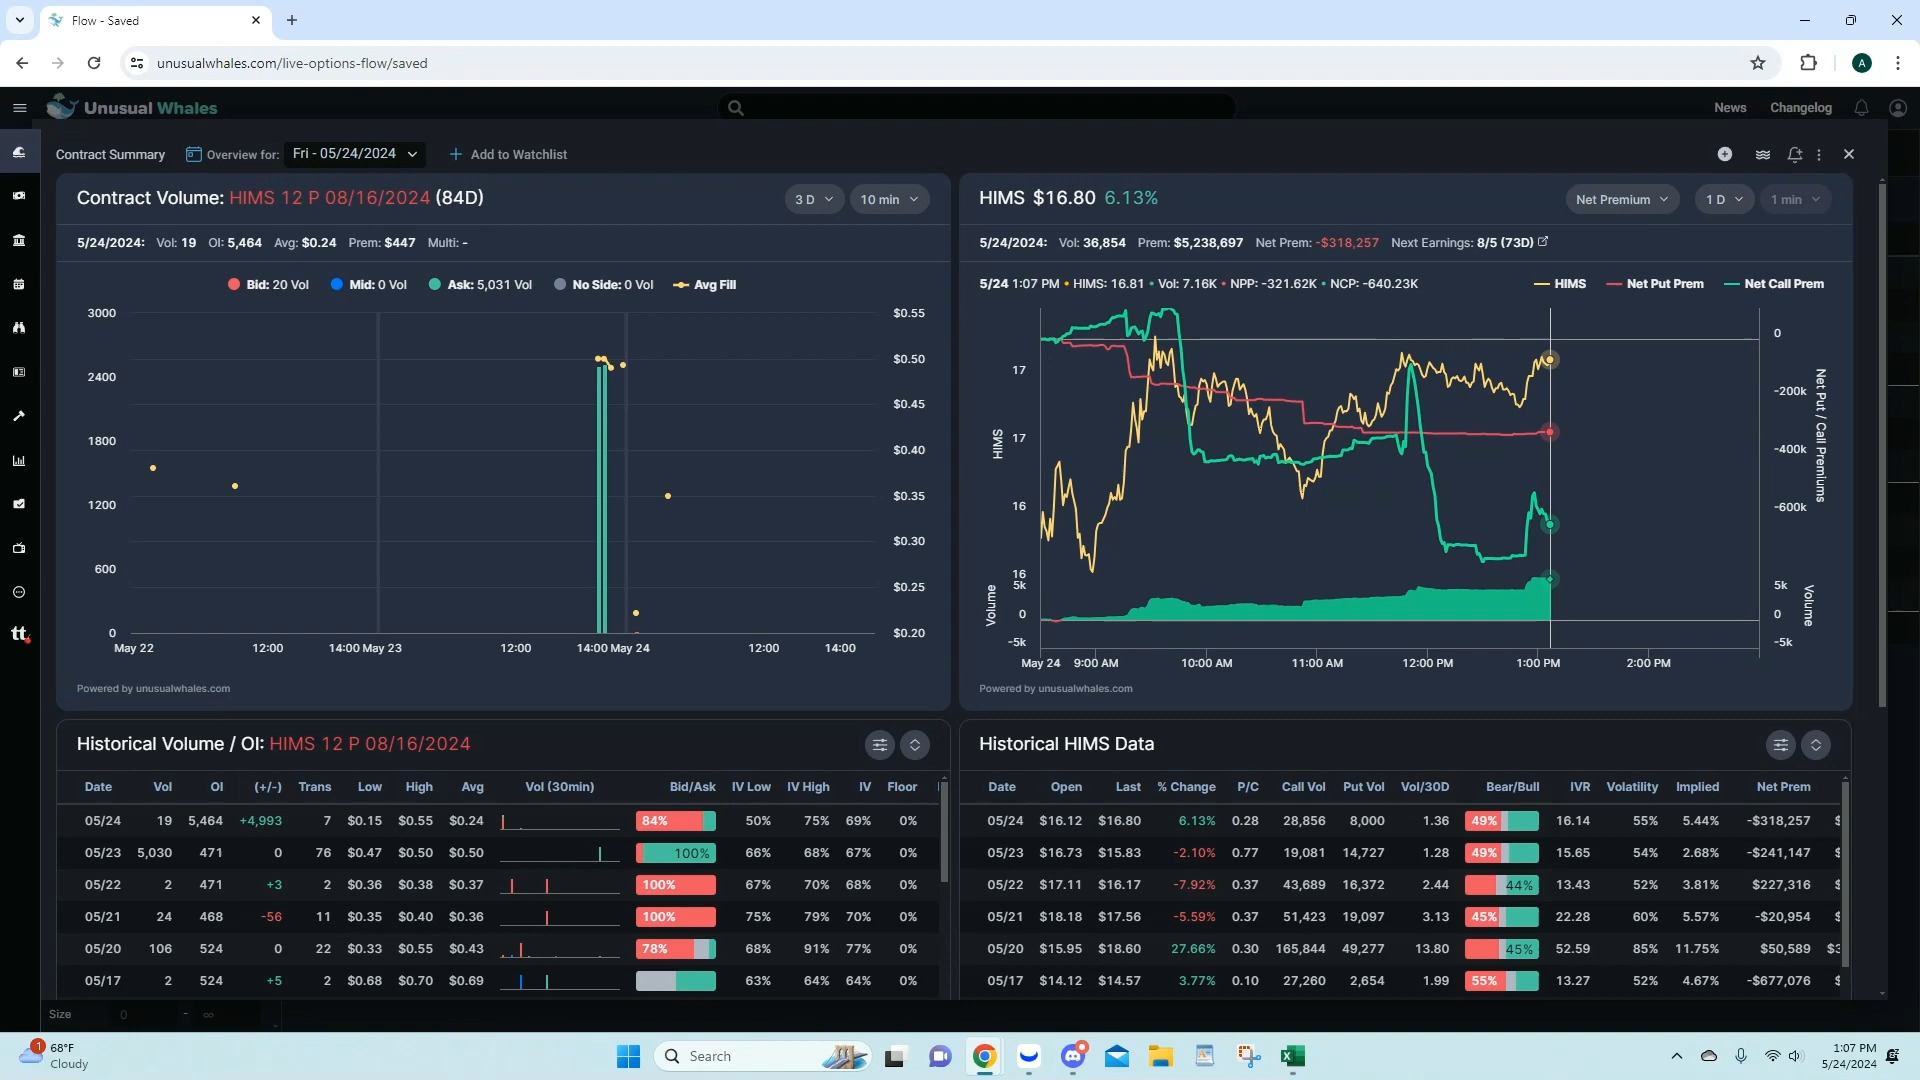 Flow - Saved
unusualwhales.com/live-options-flow/saved
A
Unusual Whales
News Changelog
Contract Summary Overview for: Fri - 05/24/2024 Add to Watchlist
Contract Volume: HIMS 12 P 08/16/2024 (84D) 3 D 10 min
5/24/2024: Vol: 19 OI: 5,464 Avg: $0.24 Prem: $447 Multi: -
Bid: 20 Vol Mid: 0 Vol Ask: 5,031 Vol No Side: 0 Vol Avg Fill
3000 $0.55
$0.50
2400
$0.45
1800
$0.40
1200 $0.35
$0.30
600
$0.25
0 $0.20
May 22 12:00 14:00 May 23 12:00 14:00 May 24 12:00 14:00
Powered by unusualwhales.com
HIMS $16.80 6.13% Net Premium 1 D 1 min
5/24/2024: Vol: 36,854 Prem: $5,238,697 Net Prem: -$318,257 Next Earnings: 8/5 (73D)
5/24 1:07 PM • HIMS: 16.81 • Vol: 7.16K • NPP: -321.62K • NCP: -640.23K HIMS Net Put Prem Net Call Prem
0
17
-200k
17
-400k
16 -600k
16
5k 5k
0 0
-5k -5k
HIMS
Volume
Net Put / Call Premiums
Volume
May 24 9:00 AM 10:00 AM 11:00 AM 12:00 PM 1:00 PM 2:00 PM
Powered by unusualwhales.com
Historical Volume / OI: HIMS 12 P 08/16/2024
Date Vol OI (+/-) Trans Low High Avg Vol (30min) Bid/Ask IV Low IV High IV Floor
05/24 19 5,464 +4,993 7 $0.15 $0.55 $0.24 84% 50% 75% 69% 0%
05/23 5,030 471 0 76 $0.47 $0.50 $0.50 100% 66% 68% 67% 0%
05/22 2 471 +3 2 $0.36 $0.38 $0.37 100% 67% 70% 68% 0%
05/21 24 468 -56 11 $0.35 $0.40 $0.36 100% 75% 79% 70% 0%
05/20 106 524 0 22 $0.33 $0.55 $0.43 78% 68% 91% 77% 0%
05/17 2 524 +5 2 $0.68 $0.70 $0.69 63% 64% 64% 0%
Historical HIMS Data
Date Open Last % Change P/C Call Vol Put Vol Vol/30D Bear/Bull IVR Volatility Implied Net Prem
05/24 $16.12 $16.80 6.13% 0.28 28,856 8,000 1.36 49% 16.14 55% 5.44% -$318,257 $
05/23 $16.73 $15.83 -2.10% 0.77 19,081 14,727 1.28 49% 15.65 54% 2.68% -$241,147 $
05/22 $17.11 $16.17 -7.92% 0.37 43,689 16,372 2.44 44% 13.43 52% 3.81% $227,316 $
05/21 $18.18 $17.56 -5.59% 0.37 51,423 19,097 3.13 45% 22.28 60% 5.57% -$20,954 $
05/20 $15.95 $18.60 27.66% 0.30 165,844 49,277 13.80 45% 52.59 85% 11.75% $50,589 $3
05/17 $14.12 $14.57 3.77% 0.10 27,260 2,654 1.99 55% 13.27 52% 4.67% -$677,076 $
Size 0 - ∞
tt
1
68°F
Cloudy
Search
1:07 PM
5/24/2024